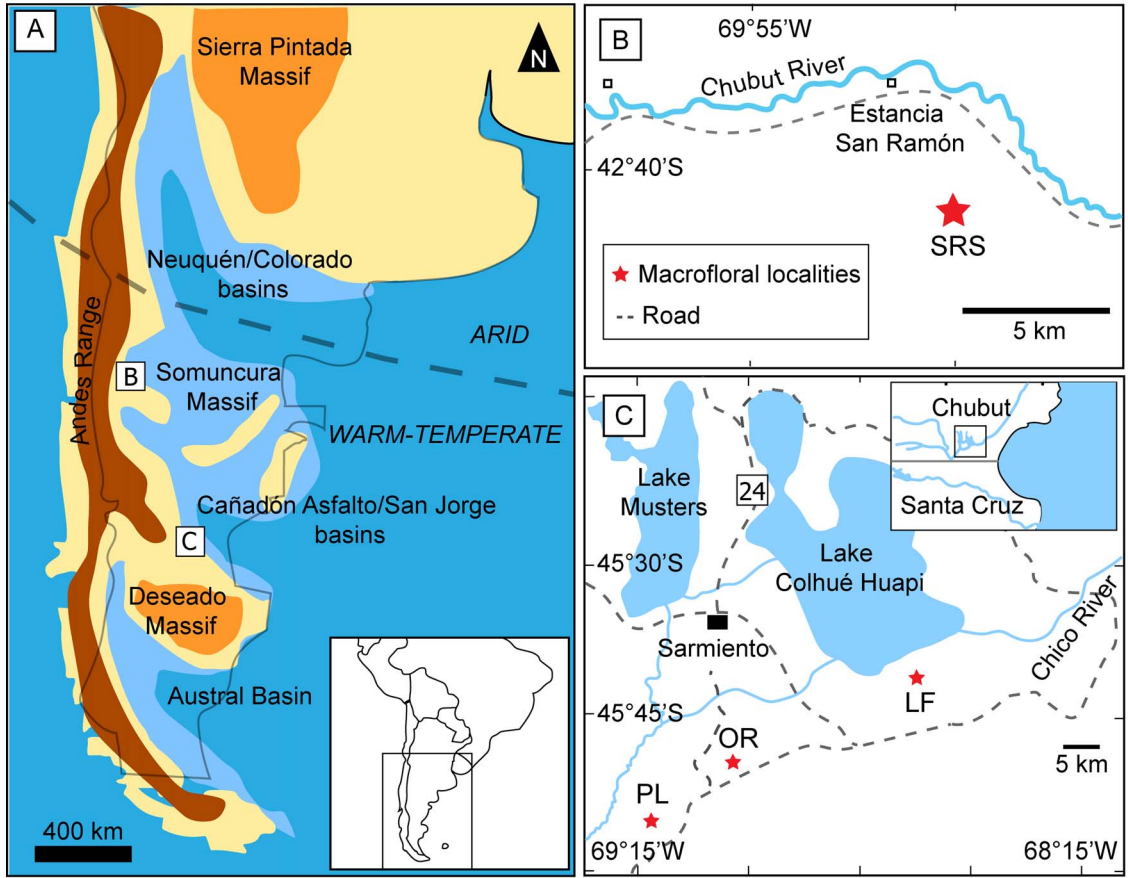 A
Sierra Pintada
Massif
N
Neuquén/Colorado
basins
ARID
Andes Range
B
Somuncura
Massif
WARM-TEMPERATE
Cañadón Asfalto/San Jorge
basins
C
Deseado
Massif
Austral Basin
400 km
B
69°55'W
Chubut River
Estancia
San Ramón
42°40'S
SRS
Macrofloral localities
Road
5 km
C
Chubut
Santa Cruz
Lake
Musters
24
45°30'S
Lake
Colhué Huapi
Sarmiento
Chico River
LF
45°45'S
OR
5 km
PL
69°15'W
68°15'W